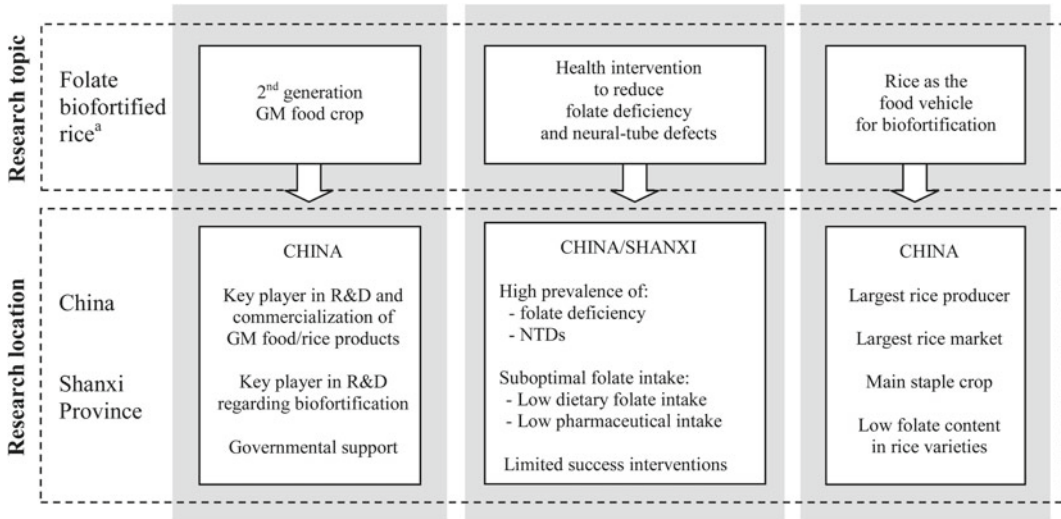 Research topic
Folate
biofortified
rice^a
2nd generation
GM food crop
Health intervention
to reduce
folate deficiency
and neural-tube defects
Rice as the
food vehicle
for biofortification
Research location
China
Shanxi
Province
CHINA
Key player in R&D and
commercialization of
GM food/rice products
Key player in R&D
regarding biofortification
Governmental support
CHINA/SHANXI
High prevalence of:
- folate deficiency
- NTDs
Suboptimal folate intake:
- Low dietary folate intake
- Low pharmaceutical intake
Limited success interventions
CHINA
Largest rice producer
Largest rice market
Main staple crop
Low folate content
in rice varieties